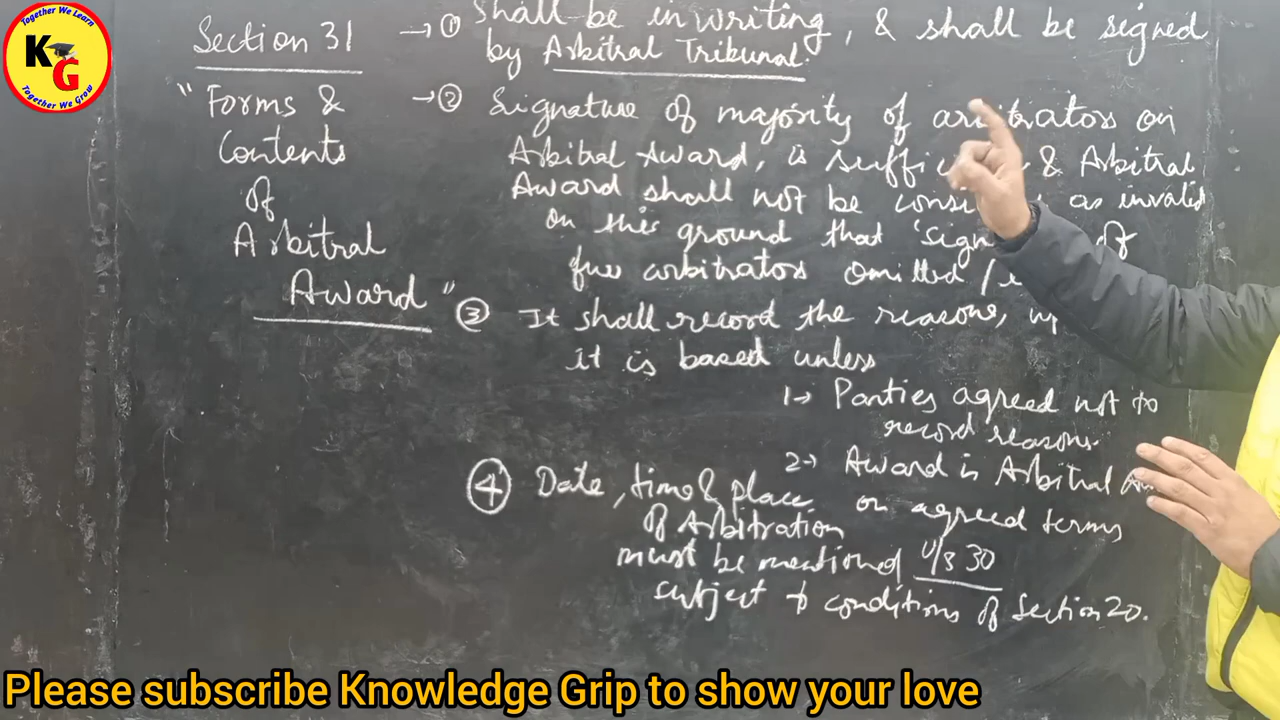 Together We Learn
KG
Together We Grow
Section 31 → ① Shall be in writing, & shall be signed
by Arbitral Tribunal.
"Forms &
Contents
of
Arbitral
Award"
→ ② Signature of majority of arbitrators on
Arbitral Award, is & Arbitral
Award shall not be as invalid
on this ground that of
few arbitrators omitted /
③ It shall record the reasons,
it is based unless
1→ Parties agreed not to
record reasons.
2→ Award is Arbitral
on agreed terms
U/s 30
④ Date, time & place
of Arbitration
must be mentioned
subject to conditions of Section 20.
Please subscribe Knowledge Grip to show your love